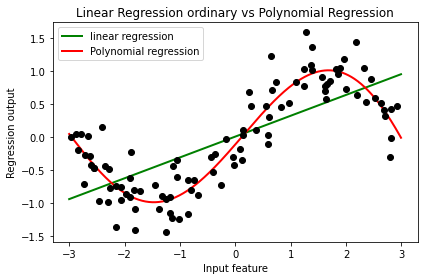 Linear Regression ordinary vs Polynomial Regression
linear regression
Polynomial regression
Regression output
1.5
1.0
0.5
0.0
−0.5
−1.0
−1.5
−3 −2 −1 0 1 2 3
Input feature